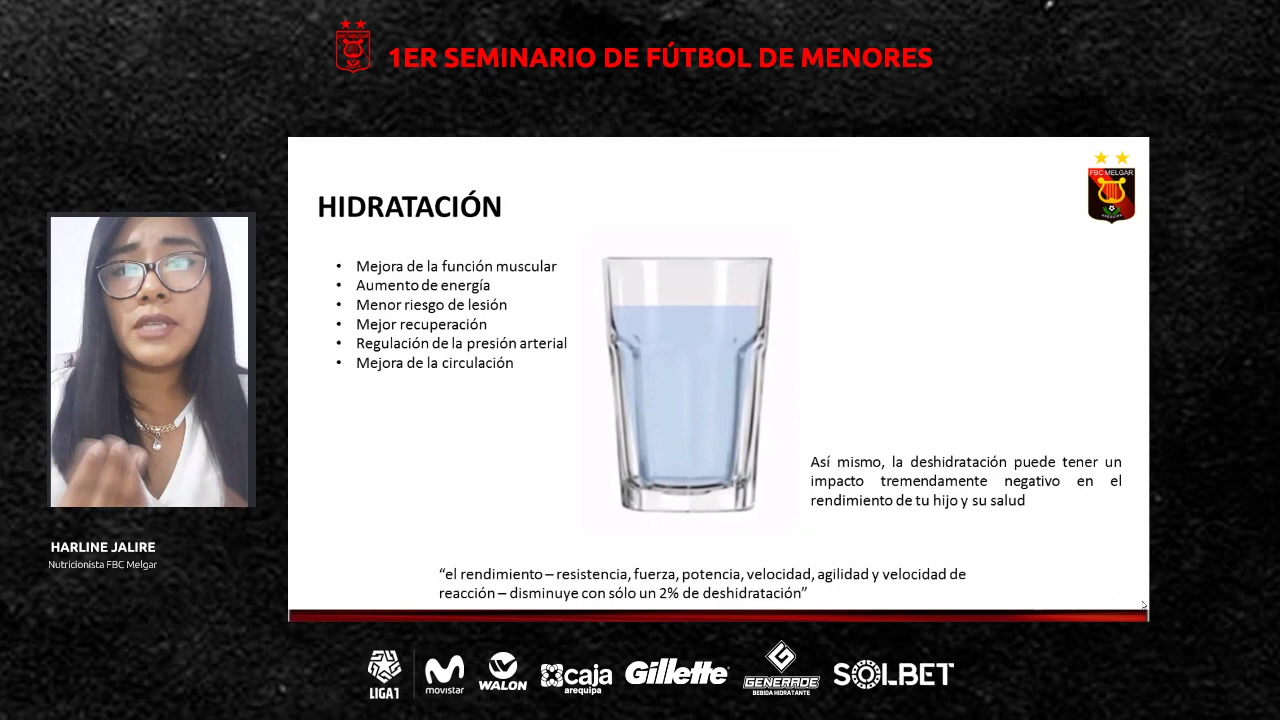 FBC MELGAR
1ER SEMINARIO DE FÚTBOL DE MENORES
FBC MELGAR
AREQUIPA
HIDRATACIÓN
• Mejora de la función muscular
• Aumento de energía
• Menor riesgo de lesión
• Mejor recuperación
• Regulación de la presión arterial
• Mejora de la circulación
Así mismo, la deshidratación puede tener un
impacto tremendamente negativo en el
rendimiento de tu hijo y su salud
“el rendimiento – resistencia, fuerza, potencia, velocidad, agilidad y velocidad de
reacción – disminuye con sólo un 2% de deshidratación”
HARLINE JALIRE
Nutricionista FBC Melgar
LIGA1
movistar
WALON
caja
arequipa
Gillette
GENERADE
BEBIDA HIDRATANTE
SOLBET